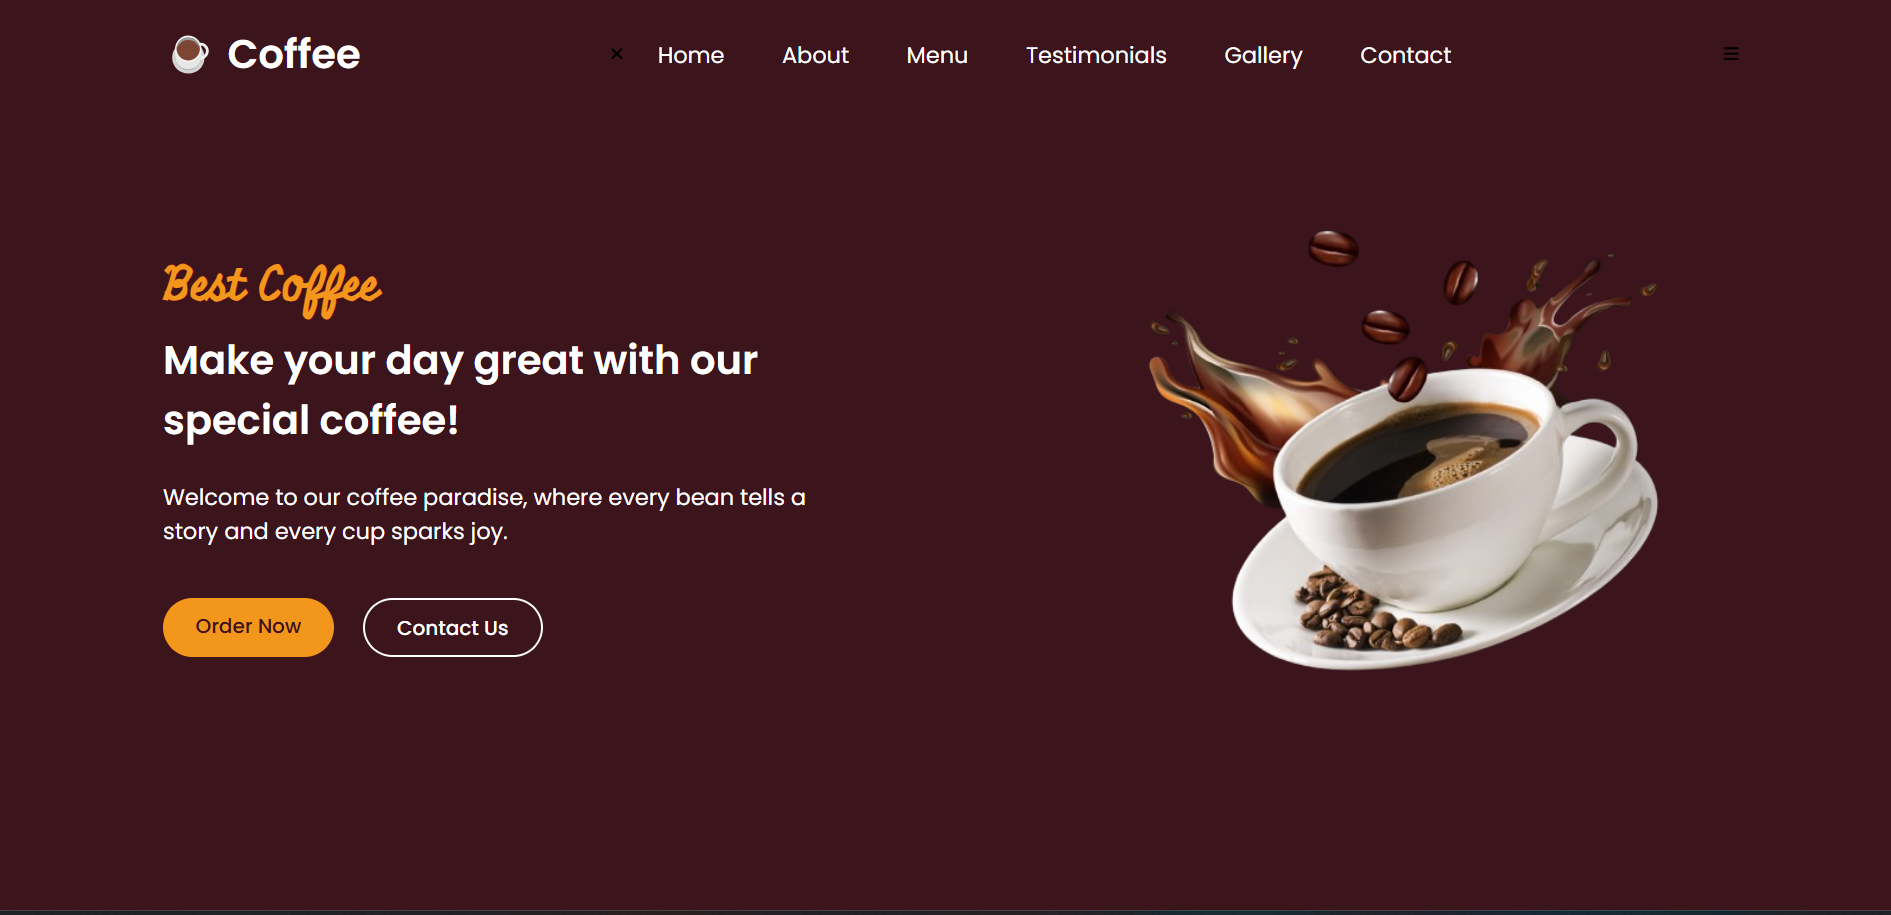 Coffee
Home About Menu Testimonials Gallery Contact
Best Coffee
Make your day great with our
special coffee!
Welcome to our coffee paradise, where every bean tells a
story and every cup sparks joy.
Order Now
Contact Us